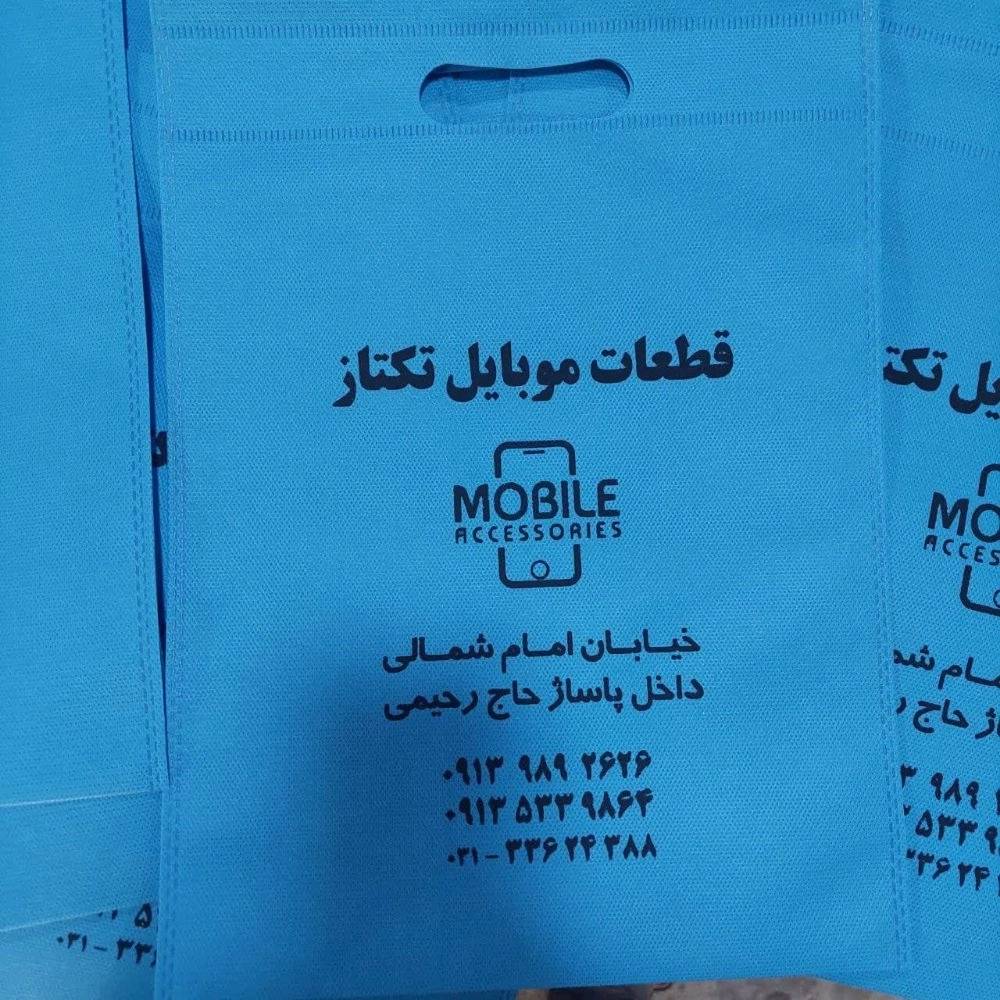 قطعات موبایل تکتاز
MOBILE
ACCESSORIES
خیابان امام شمالی
داخل پاساژ حاج رحیمی
۰۹۱۳ ۹۸۹ ۲۶۲۶
۰۹۱۳ ۵۳۳ ۹۸۶۴
۰۳۱ - ۳۳۶ ۲۴ ۳۸۸